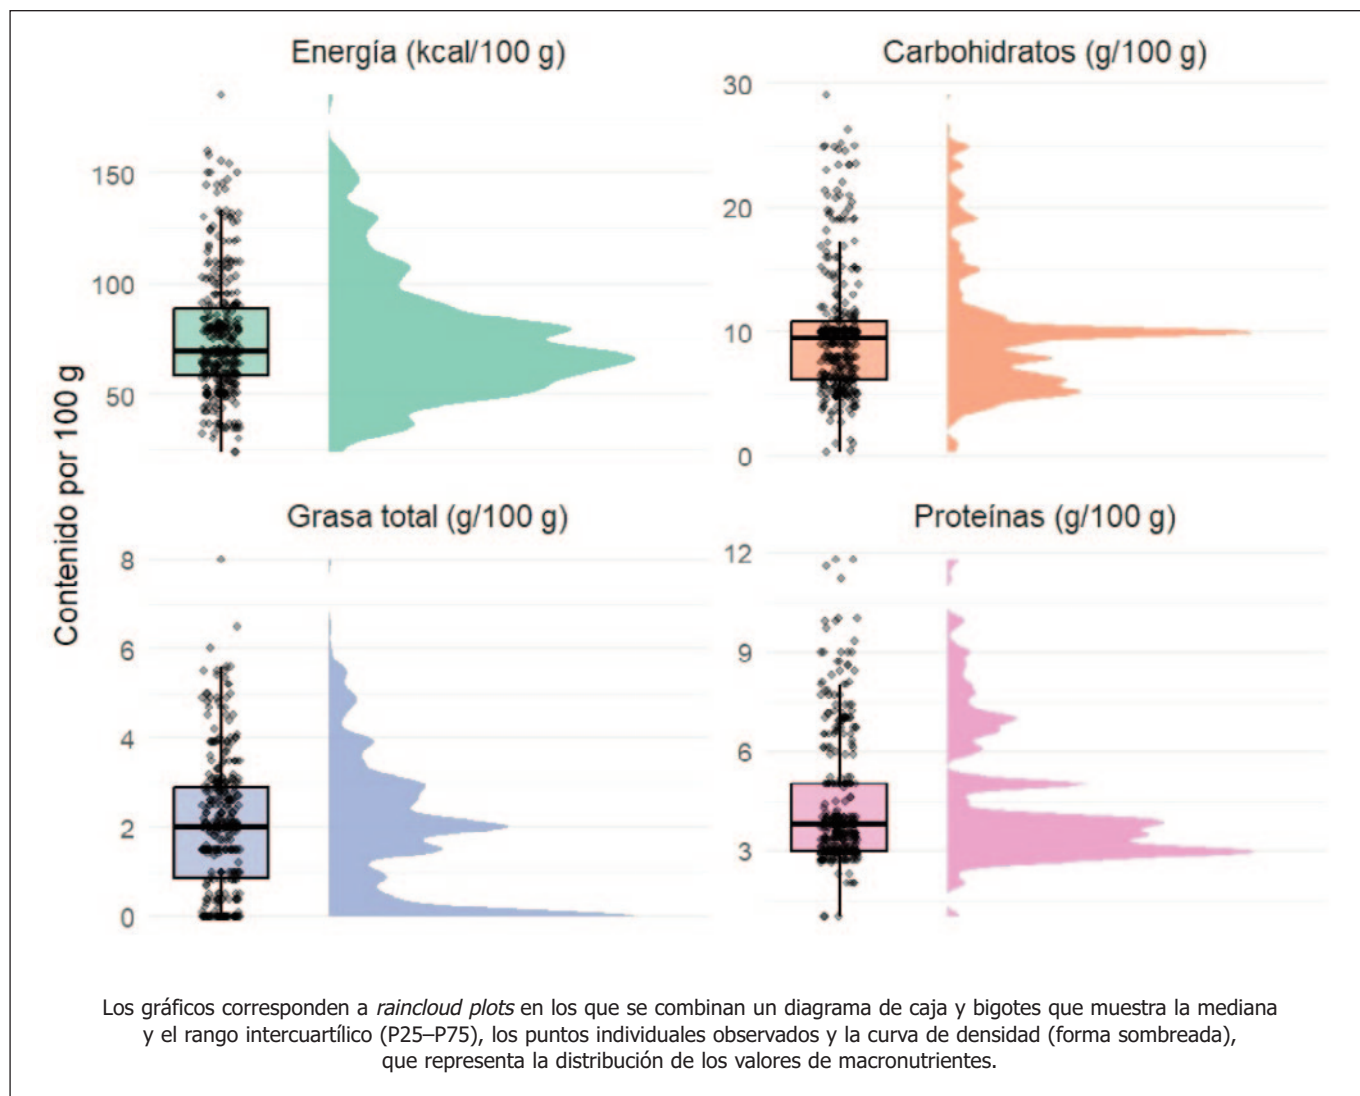 Energía (kcal/100 g)
Carbohidratos (g/100 g)
Contenido por 100 g
150
100
50
30
20
10
0
Grasa total (g/100 g)
Proteínas (g/100 g)
8
6
4
2
0
12
9
6
3
Los gráficos corresponden a raincloud plots en los que se combinan un diagrama de caja y bigotes que muestra la mediana
y el rango intercuartílico (P25–P75), los puntos individuales observados y la curva de densidad (forma sombreada),
que representa la distribución de los valores de macronutrientes.